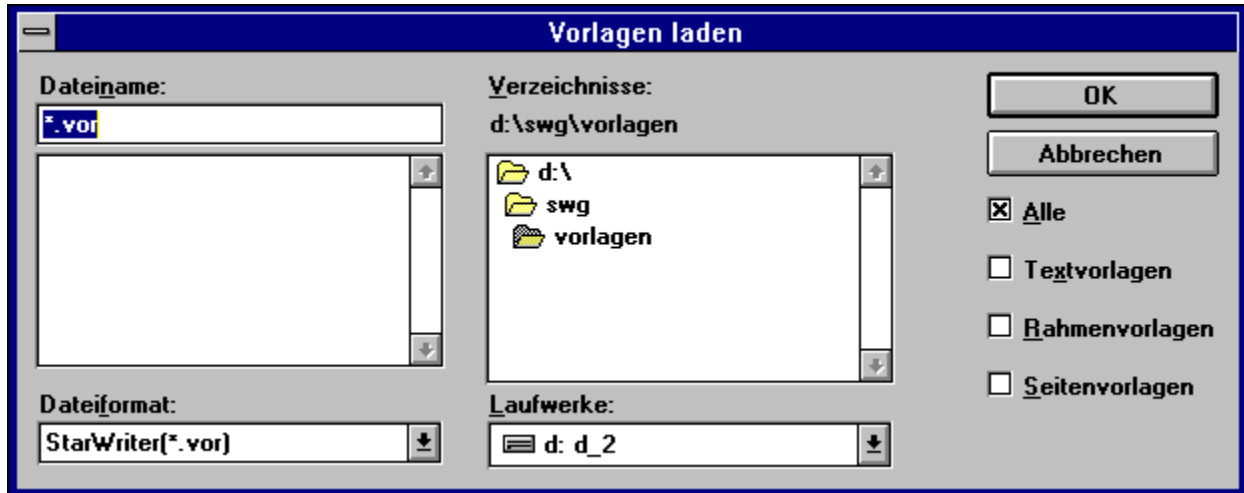 Vorlagen laden
Dateiname:
*.vor
Dateiformat:
StarWriter(*.vor)
Verzeichnisse:
d:\swg\vorlagen
d:\
swg
vorlagen
Laufwerke:
d: d_2
OK
Abbrechen
Alle
Textvorlagen
Rahmenvorlagen
Seitenvorlagen